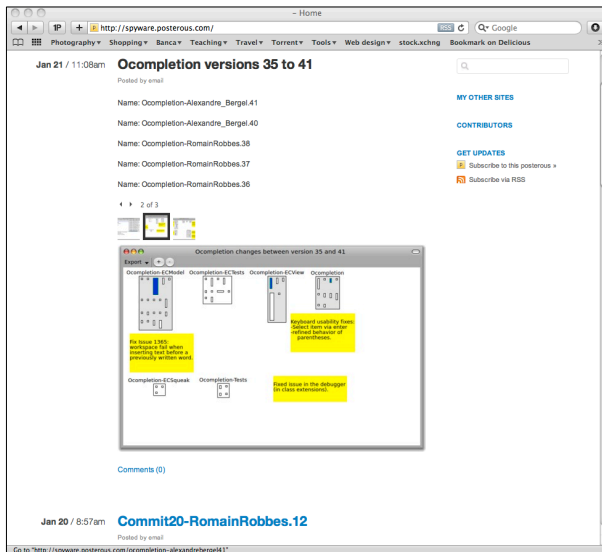 – Home
1P
+
http://spyware.posterous.com/
RSS
Google
Photography Shopping Banca Teaching Travel Torrent Tools Web design stock.xchng Bookmark on Delicious
Jan 21 / 11:08am
Ocompletion versions 35 to 41
Posted by email
Name: Ocompletion-Alexandre_Bergel.41
Name: Ocompletion-Alexandre_Bergel.40
Name: Ocompletion-RomainRobbes.38
Name: Ocompletion-RomainRobbes.37
Name: Ocompletion-RomainRobbes.36
2 of 3
MY OTHER SITES
CONTRIBUTORS
GET UPDATES
Subscribe to this posterous »
Subscribe via RSS
Ocompletion changes between version 35 and 41
Export
Ocompletion-ECModel Ocompletion-ECTests Ocompletion-ECView Ocompletion
Keyboard usability fixes:
-Select item via enter
-refined behavior of
parentheses.
Fix Issue 1365:
workspace fail when
inserting text before a
previously written word.
Ocompletion-ECSqueak Ocompletion-Tests
Fixed issue in the debugger
(in class extensions).
Comments (0)
Jan 20 / 8:57am
Commit20-RomainRobbes.12
Posted by email
Go to "http://spyware.posterous.com/ocompletion-alexandrebergel41"